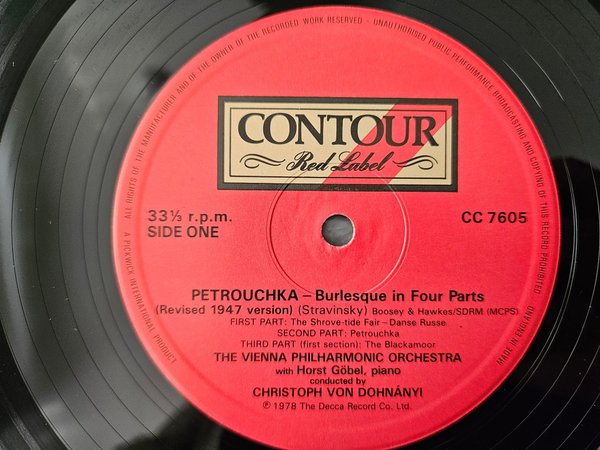 ALL RIGHTS OF THE MANUFACTURER AND OF THE OWNER OF THE RECORDED WORK RESERVED – UNAUTHORISED PUBLIC PERFORMANCE BROADCASTING AND COPYING OF THIS RECORD PROHIBITED
CONTOUR
Red Label
33⅓ r.p.m.
SIDE ONE
CC 7605
PETROUCHKA – Burlesque in Four Parts
(Revised 1947 version) (Stravinsky) Boosey & Hawkes/SDRM (MCPS)
FIRST PART: The Shrove-tide Fair – Danse Russe
SECOND PART: Petrouchka
THIRD PART (first section): The Blackamoor
THE VIENNA PHILHARMONIC ORCHESTRA
with Horst Göbel, piano
conducted by
CHRISTOPH VON DOHNÁNYI
℗ 1978 The Decca Record Co. Ltd.
A PICKWICK INTERNATIONAL PRODUCT
MADE IN ENGLAND